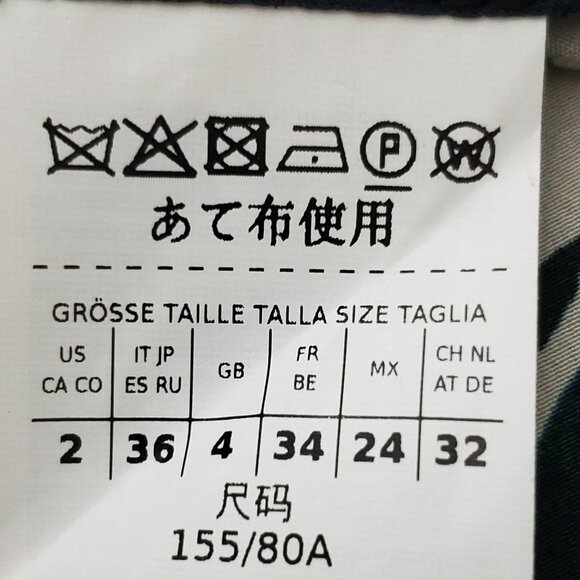 P W
あて布使用
GRÖSSE TAILLE TALLA SIZE TAGLIA
US IT JP GB FR MX CH NL
CA CO ES RU BE AT DE
2 36 4 34 24 32
尺码
155/80A